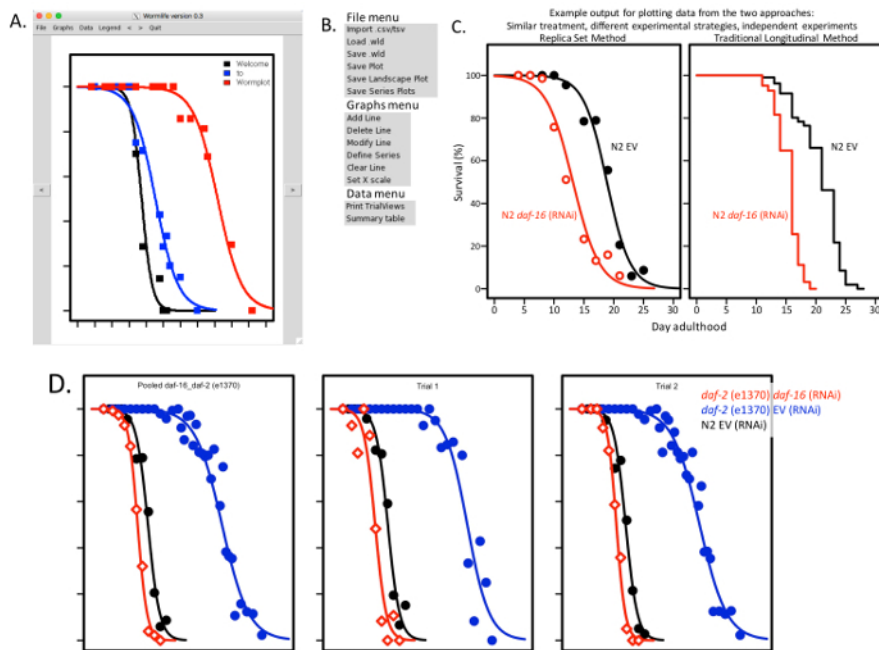 A.
Wormlife version 0.3
File Graphs Data Legend < > Quit
Welcome
to
Wormplot
<
>
B.
File menu
Import .csv/tsv
Load .wld
Save .wld
Save Plot
Save Landscape Plot
Save Series Plots
Graphs menu
Add Line
Delete Line
Modify Line
Define Series
Clear Line
Set X scale
Data menu
Print TrialViews
Summary table
C.
Example output for plotting data from the two approaches:
Similar treatment, different experimental strategies, independent experiments
Replica Set Method
Traditional Longitudinal Method
Survival (%)
100
80
60
40
20
0
N2 EV
N2 daf-16 (RNAi)
N2 EV
N2 daf-16 (RNAi)
0 5 10 15 20 25 30
0 5 10 15 20 25 30
Day adulthood
D.
Pooled daf-16_daf-2 (e1370)
Trial 1
Trial 2
daf-2 (e1370) daf-16 (RNAi)
daf-2 (e1370) EV (RNAi)
N2 EV (RNAi)